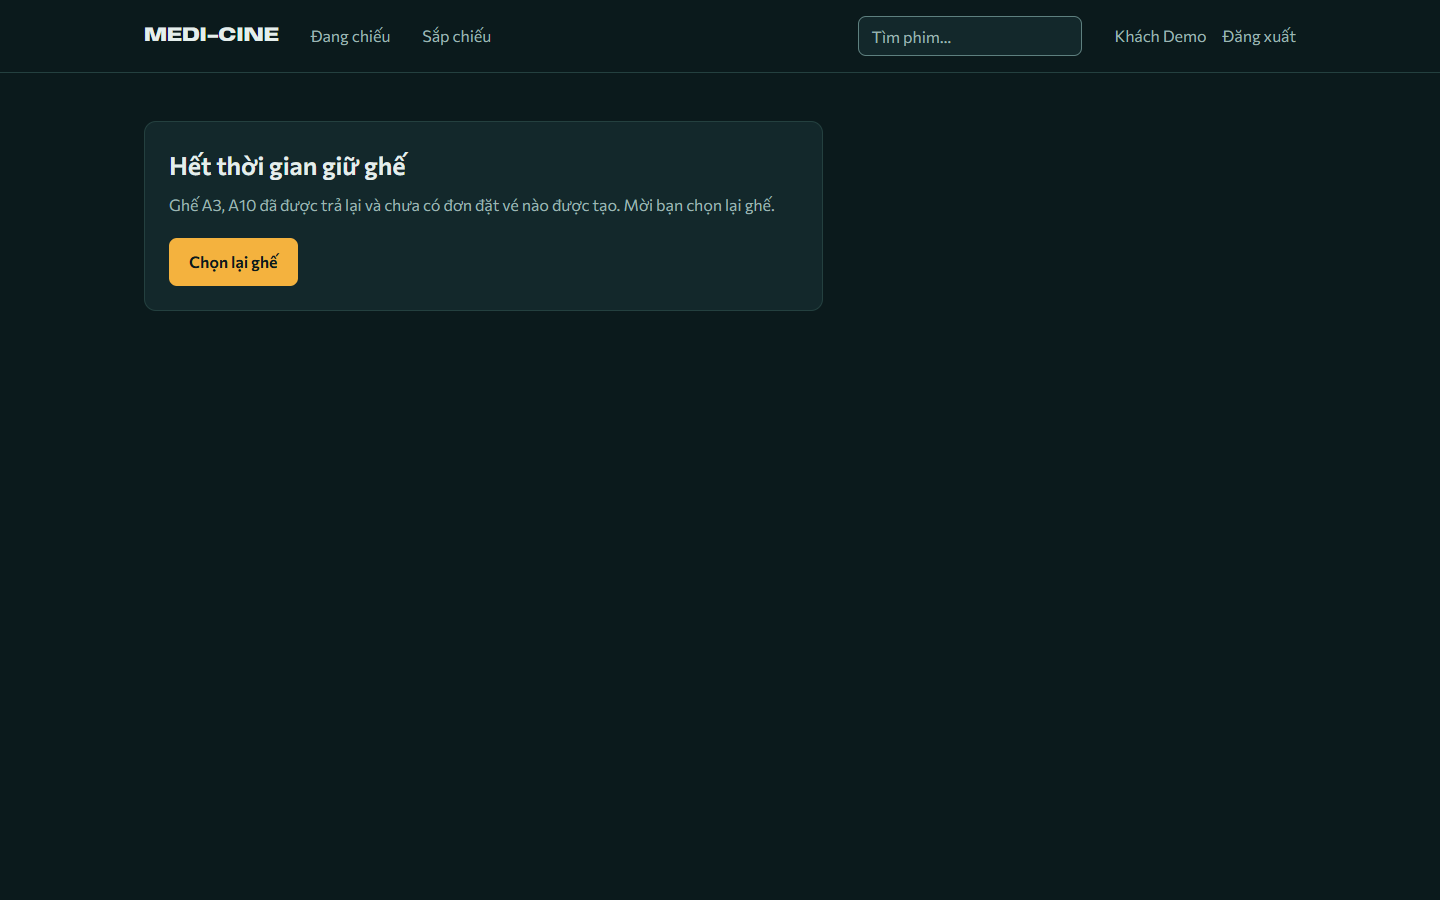 MEDI-CINE
Đang chiếu
Sắp chiếu
Tìm phim...
Khách Demo
Đăng xuất
Hết thời gian giữ ghế
Ghế A3, A10 đã được trả lại và chưa có đơn đặt vé nào được tạo. Mời bạn chọn lại ghế.
Chọn lại ghế